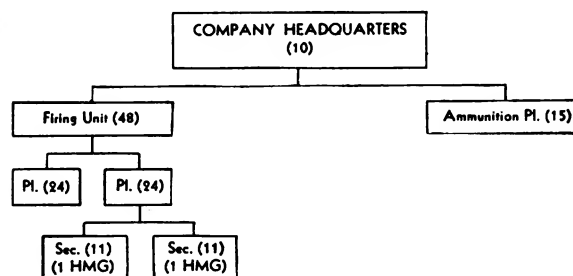 COMPANY HEADQUARTERS
(10)
Firing Unit (48)
Ammunition Pl. (15)
Pl. (24)
Pl. (24)
Sec. (11)
(1 HMG)
Sec. (11)
(1 HMG)